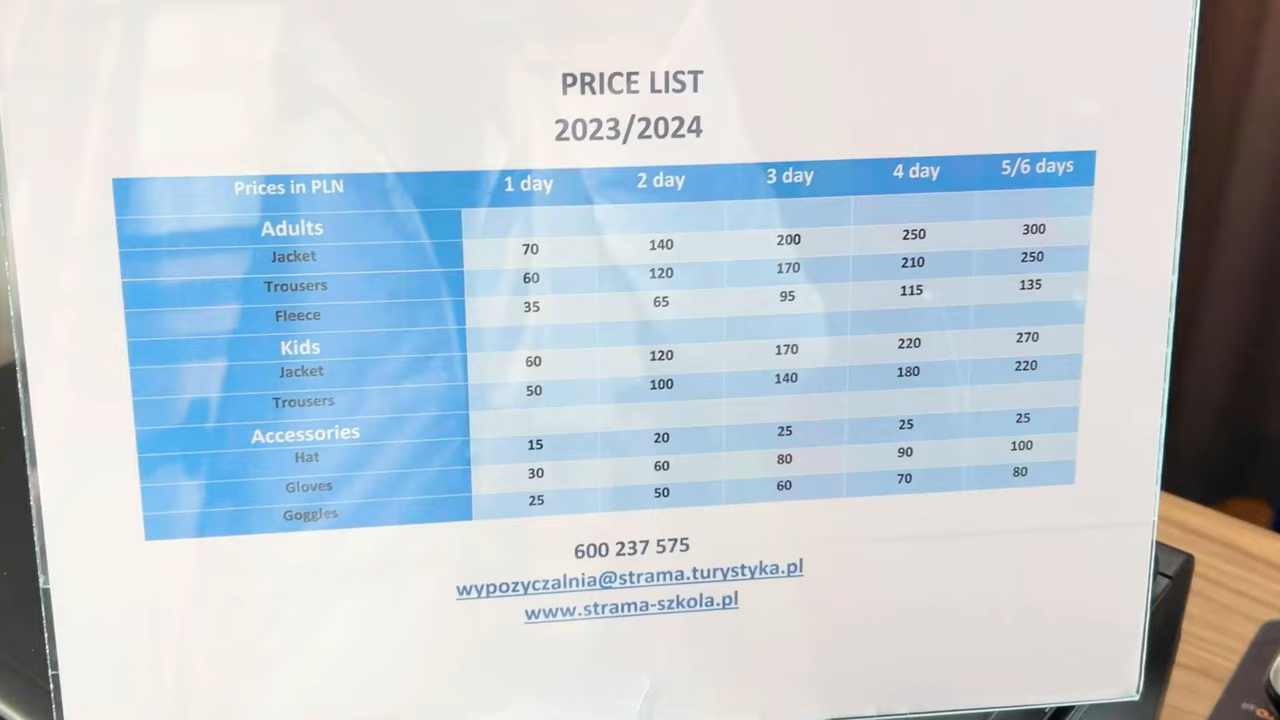 PRICE LIST
2023/2024
Prices in PLN 1 day 2 day 3 day 4 day 5/6 days
Adults
Jacket 70 140 200 250 300
Trousers 60 120 170 210 250
Fleece 35 65 95 115 135
Kids
Jacket 60 120 170 220 270
Trousers 50 100 140 180 220
Accessories
Hat 15 20 25 25 25
Gloves 30 60 80 90 100
Goggles 25 50 60 70 80
600 237 575
wypozyczalnia@strama.turystyka.pl
www.strama-szkola.pl